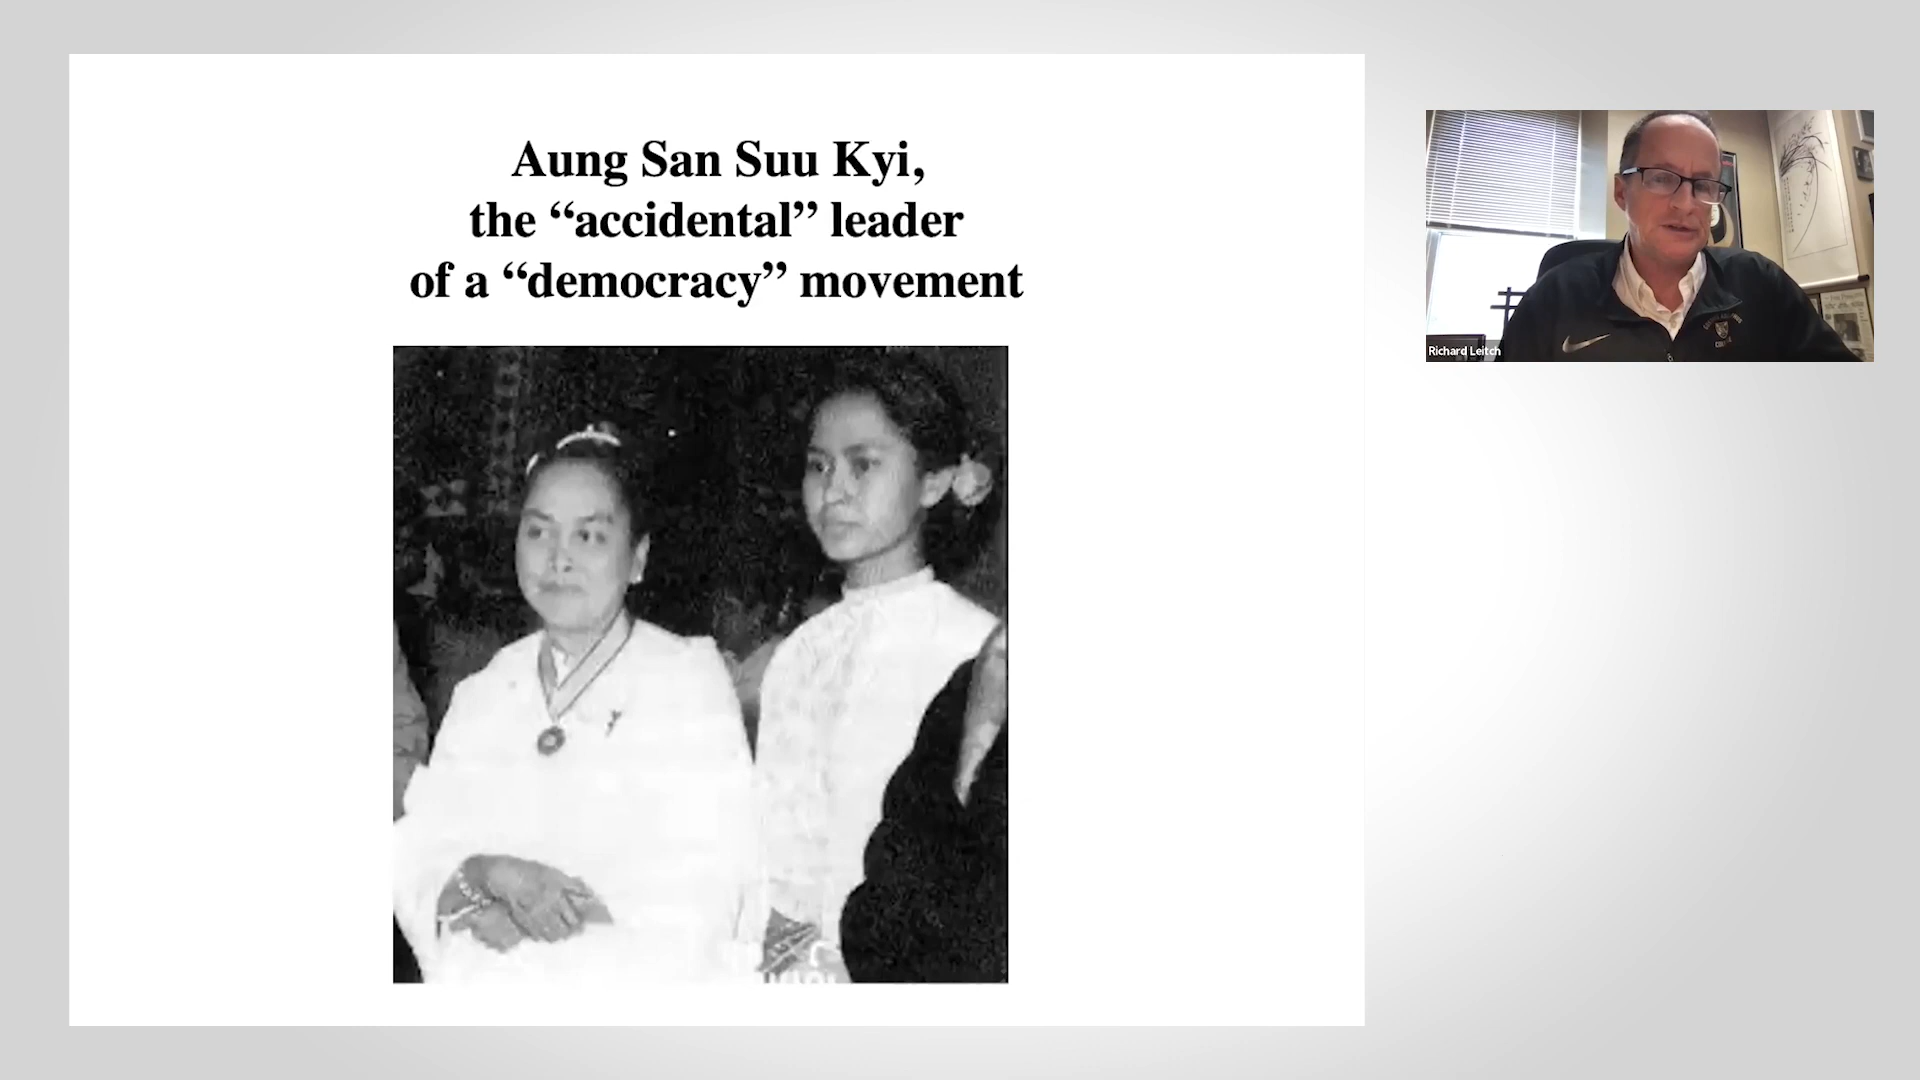 Aung San Suu Kyi,
the “accidental” leader
of a “democracy” movement
Richard Leitch